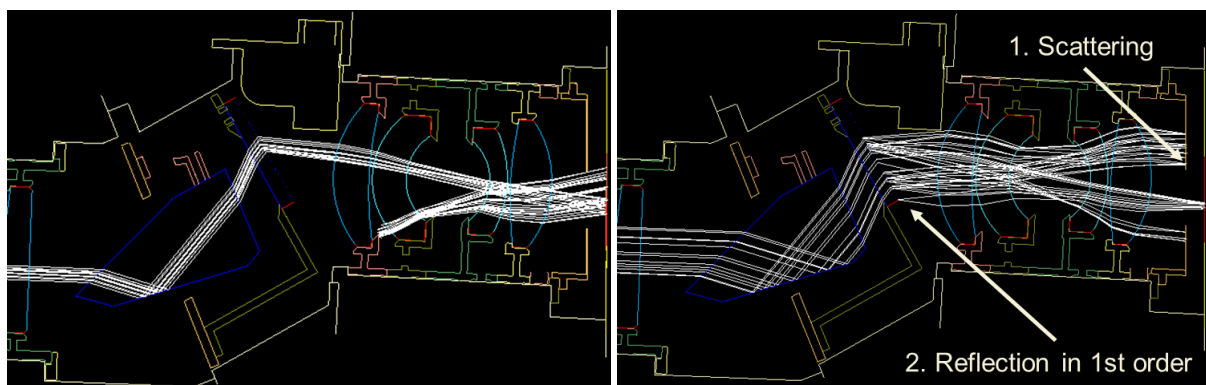 1. Scattering
2. Reflection in 1st order